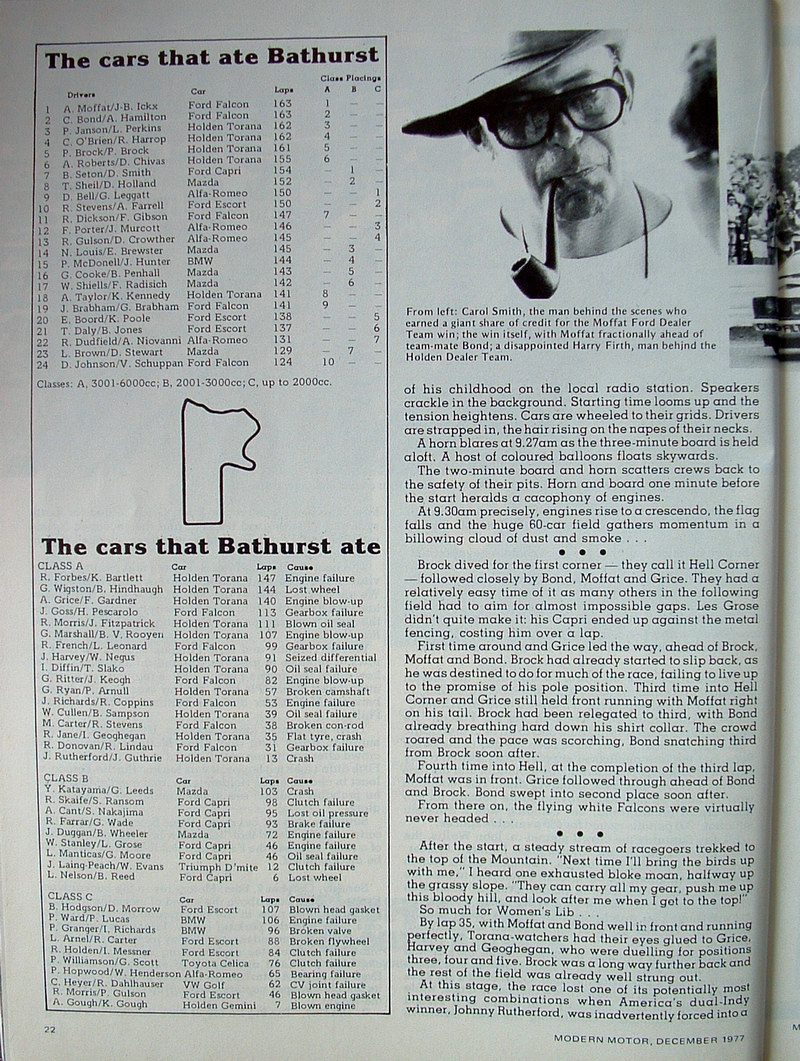 The cars that ate Bathurst
Class Placings
Drivers Car Laps A B C
1 A. Moffat/J-B. Ickx Ford Falcon 163 1 – –
2 C. Bond/A. Hamilton Ford Falcon 163 2 – –
3 P. Janson/L. Perkins Holden Torana 162 3 – –
4 C. O'Brien/R. Harrop Holden Torana 162 4 – –
5 P. Brock/P. Brock Holden Torana 161 5 – –
6 A. Roberts/D. Chivas Holden Torana 155 6 – –
7 B. Seton/D. Smith Ford Capri 154 – 1 –
8 T. Sheil/D. Holland Mazda 152 – 2 –
9 D. Bell/G. Leggatt Alfa-Romeo 150 – – 1
10 R. Stevens/A. Farrell Ford Escort 150 – – 2
11 R. Dickson/F. Gibson Ford Falcon 147 7 – –
12 F. Porter/J. Murcott Alfa-Romeo 146 – – 3
13 R. Gulson/D. Crowther Alfa-Romeo 145 – – 4
14 N. Louis/E. Brewster Mazda 145 – 3 –
15 P. McDonell/J. Hunter BMW 144 – 4 –
16 G. Cooke/B. Penhall Mazda 143 – 5 –
17 W. Shiells/F. Radisich Mazda 142 – 6 –
18 A. Taylor/K. Kennedy Holden Torana 141 8 – –
19 J. Brabham/G. Brabham Ford Falcon 141 9 – –
20 E. Boord/K. Poole Ford Escort 138 – – 5
21 T. Daly/B. Jones Ford Escort 137 – – 6
22 R. Dudfield/A. Niovanni Alfa-Romeo 131 – – 7
23 L. Brown/D. Stewart Mazda 129 – 7 –
24 D. Johnson/V. Schuppan Ford Falcon 124 10 – –
Classes: A, 3001-6000cc; B, 2001-3000cc; C, up to 2000cc.
The cars that Bathurst ate
CLASS A Car Laps Cause
R. Forbes/K. Bartlett Holden Torana 147 Engine failure
G. Wigston/B. Hindhaugh Holden Torana 144 Lost wheel
A. Grice/F. Gardner Holden Torana 140 Engine blow-up
J. Goss/H. Pescarolo Ford Falcon 113 Gearbox failure
R. Morris/J. Fitzpatrick Holden Torana 111 Blown oil seal
G. Marshall/B. V. Rooyen Holden Torana 107 Engine blow-up
R. French/L. Leonard Ford Falcon 99 Gearbox failure
J. Harvey/W. Negus Holden Torana 91 Seized differential
I. Diffin/T. Slako Holden Torana 90 Oil seal failure
G. Ritter/J. Keogh Ford Falcon 82 Engine blow-up
G. Ryan/P. Arnull Holden Torana 57 Broken camshaft
J. Richards/R. Coppins Ford Falcon 53 Engine failure
W. Cullen/B. Sampson Holden Torana 39 Oil seal failure
M. Carter/R. Stevens Ford Falcon 38 Broken con-rod
R. Jane/I. Geoghegan Holden Torana 35 Flat tyre, crash
R. Donovan/R. Lindau Ford Falcon 31 Gearbox failure
J. Rutherford/J. Guthrie Holden Torana 13 Crash
CLASS B Car Laps Cause
Y. Katayama/G. Leeds Mazda 103 Crash
R. Skaife/S. Ransom Ford Capri 98 Clutch failure
A. Cant/S. Nakajima Ford Capri 95 Lost oil pressure
R. Farrar/G. Wade Ford Capri 93 Brake failure
J. Duggan/B. Wheeler Mazda 72 Engine failure
W. Stanley/L. Grose Ford Capri 46 Engine failure
L. Manticas/G. Moore Ford Capri 46 Oil seal failure
J. Laing-Peach/W. Evans Triumph D'mite 12 Clutch failure
L. Nelson/B. Reed Ford Capri 6 Lost wheel
CLASS C Car Laps Cause
B. Hodgson/D. Morrow Ford Escort 107 Blown head gasket
P. Ward/P. Lucas BMW 106 Engine failure
P. Granger/I. Richards BMW 96 Broken valve
L. Arnel/R. Carter Ford Escort 88 Broken flywheel
R. Holden/I. Messner Ford Escort 84 Clutch failure
P. Williamson/G. Scott Toyota Celica 76 Clutch failure
P. Hopwood/W. Henderson Alfa-Romeo 65 Bearing failure
C. Heyer/R. Dahlhauser VW Golf 62 CV joint failure
R. Morris/P. Gulson Ford Escort 46 Blown head gasket
A. Gough/K. Gough Holden Gemini 7 Blown engine
22
From left: Carol Smith, the man behind the scenes who
earned a giant share of credit for the Moffat Ford Dealer
Team win; the win itself, with Moffat fractionally ahead of
team-mate Bond; a disappointed Harry Firth, man behind the
Holden Dealer Team.
of his childhood on the local radio station. Speakers
crackle in the background. Starting time looms up and the
tension heightens. Cars are wheeled to their grids. Drivers
are strapped in, the hair rising on the napes of their necks.
A horn blares at 9.27am as the three-minute board is held
aloft. A host of coloured balloons floats skywards.
The two-minute board and horn scatters crews back to
the safety of their pits. Horn and board one minute before
the start heralds a cacophony of engines.
At 9.30am precisely, engines rise to a crescendo, the flag
falls and the huge 60-car field gathers momentum in a
billowing cloud of dust and smoke . . .
• • •
Brock dived for the first corner — they call it Hell Corner
— followed closely by Bond, Moffat and Grice. They had a
relatively easy time of it as many others in the following
field had to aim for almost impossible gaps. Les Grose
didn't quite make it: his Capri ended up against the metal
fencing, costing him over a lap.
First time around and Grice led the way, ahead of Brock,
Moffat and Bond. Brock had already started to slip back, as
he was destined to do for much of the race, failing to live up
to the promise of his pole position. Third time into Hell
Corner and Grice still held front running with Moffat right
on his tail. Brock had been relegated to third, with Bond
already breathing hard down his shirt collar. The crowd
roared and the pace was scorching, Bond snatching third
from Brock soon after.
Fourth time into Hell, at the completion of the third lap,
Moffat was in front. Grice followed through ahead of Bond
and Brock. Bond swept into second place soon after.
From there on, the flying white Falcons were virtually
never headed . . .
• • •
After the start, a steady stream of racegoers trekked to
the top of the Mountain. "Next time I'll bring the birds up
with me," I heard one exhausted bloke moan, halfway up
the grassy slope. "They can carry all my gear, push me up
this bloody hill, and look after me when I get to the top!"
So much for Women's Lib . . .
By lap 35, with Moffat and Bond well in front and running
perfectly, Torana-watchers had their eyes glued to Grice,
Harvey and Geoghegan, who were duelling for positions
three, four and five. Brock was a long way further back and
the rest of the field was already well strung out.
At this stage, the race lost one of its potentially most
interesting combinations when America's dual-Indy
winner, Johnny Rutherford, was inadvertently forced into a
MODERN MOTOR, DECEMBER 1977